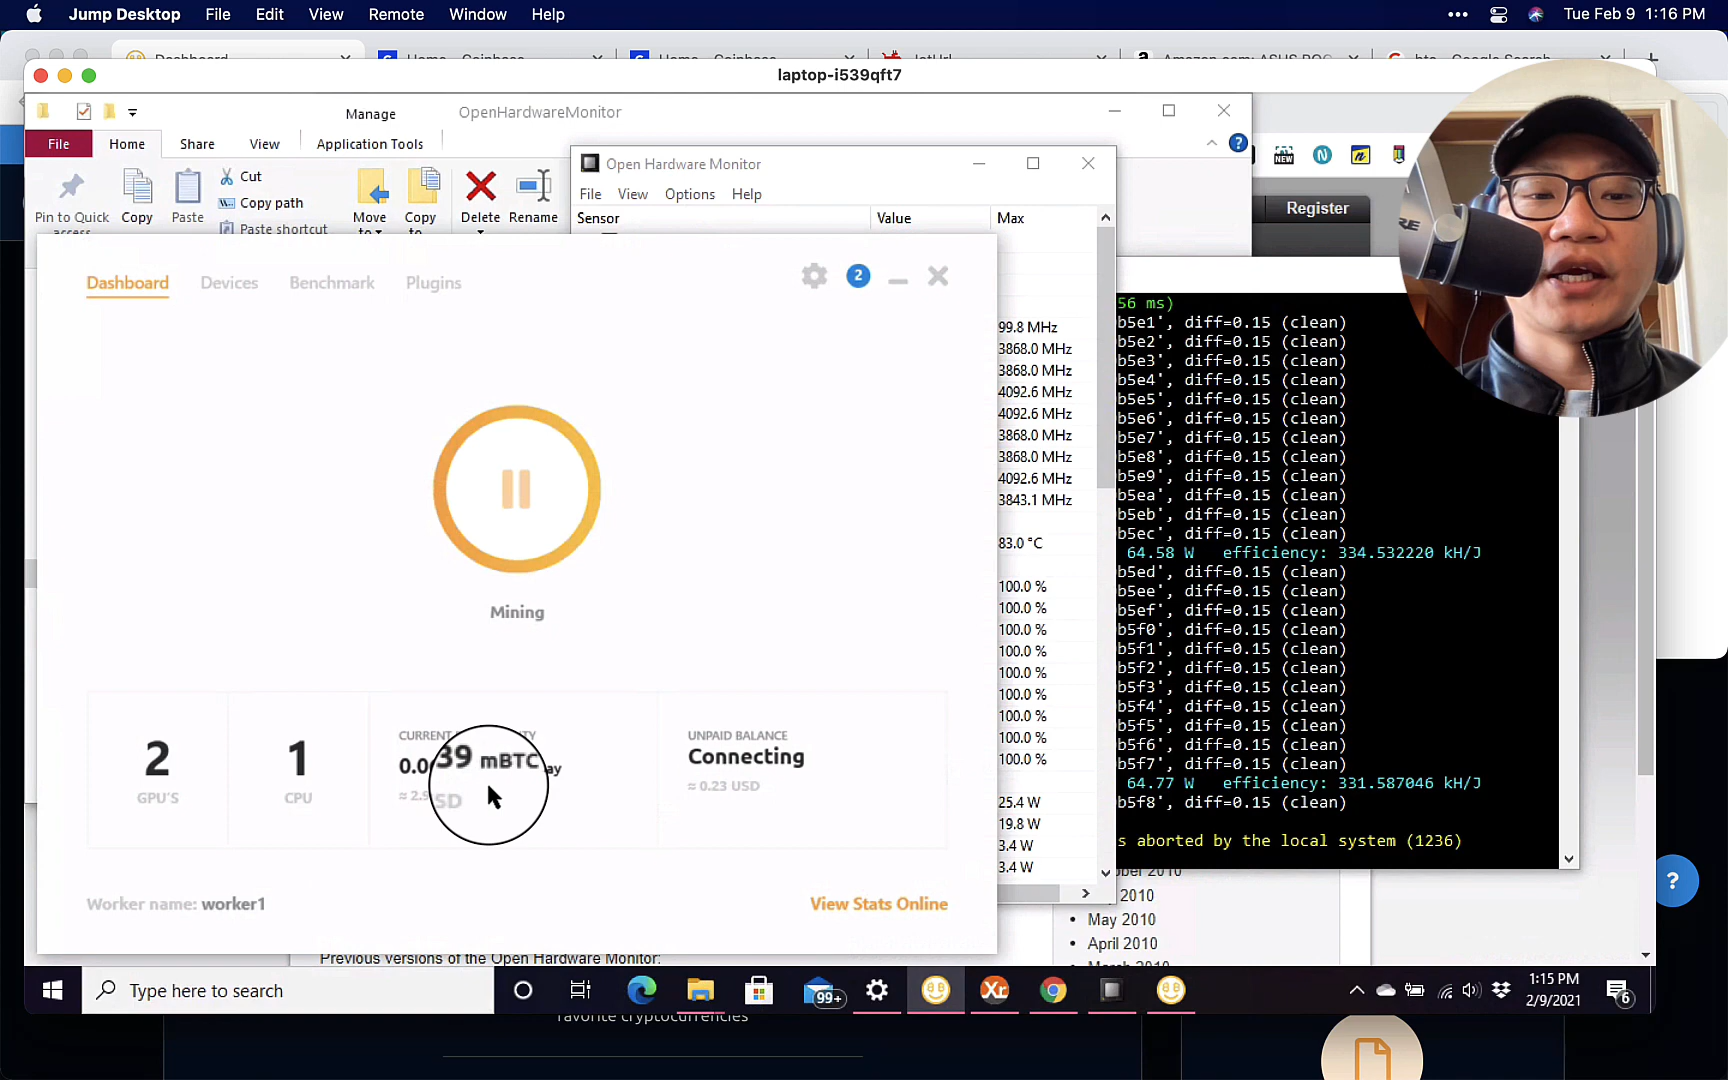 Jump Desktop File Edit View Remote Window Help
Tue Feb 9 1:16 PM
Dashboard
laptop-i539qft7
Manage OpenHardwareMonitor
File Home Share View Application Tools
Cut
Copy path
Paste shortcut
Pin to Quick
access
Copy
Paste
Move
to
Copy
to
Delete
Rename
Open Hardware Monitor
File View Options Help
Sensor Value Max
Register
NEW
Dashboard Devices Benchmark Plugins
2
Mining
2
GPU'S
1
CPU
39 mBTC
UNPAID BALANCE
Connecting
≈ 0.23 USD
Worker name: worker1
View Stats Online
99.8 MHz
3868.0 MHz
3868.0 MHz
4092.6 MHz
4092.6 MHz
3868.0 MHz
3868.0 MHz
4092.6 MHz
3843.1 MHz
83.0 °C
100.0 %
100.0 %
100.0 %
100.0 %
100.0 %
100.0 %
100.0 %
100.0 %
100.0 %
25.4 W
19.8 W
3.4 W
3.4 W
56 ms)
b5e1', diff=0.15 (clean)
b5e2', diff=0.15 (clean)
b5e3', diff=0.15 (clean)
b5e4', diff=0.15 (clean)
b5e5', diff=0.15 (clean)
b5e6', diff=0.15 (clean)
b5e7', diff=0.15 (clean)
b5e8', diff=0.15 (clean)
b5e9', diff=0.15 (clean)
b5ea', diff=0.15 (clean)
b5eb', diff=0.15 (clean)
b5ec', diff=0.15 (clean)
64.58 W efficiency: 334.532220 kH/J
b5ed', diff=0.15 (clean)
b5ee', diff=0.15 (clean)
b5ef', diff=0.15 (clean)
b5f0', diff=0.15 (clean)
b5f1', diff=0.15 (clean)
b5f2', diff=0.15 (clean)
b5f3', diff=0.15 (clean)
b5f4', diff=0.15 (clean)
b5f5', diff=0.15 (clean)
b5f6', diff=0.15 (clean)
b5f7', diff=0.15 (clean)
64.77 W efficiency: 331.587046 kH/J
b5f8', diff=0.15 (clean)
s aborted by the local system (1236)
2010
May 2010
April 2010
Previous versions of the Open Hardware Monitor:
Type here to search
99+
Xr
1:15 PM
2/9/2021
6
favorite cryptocurrencies